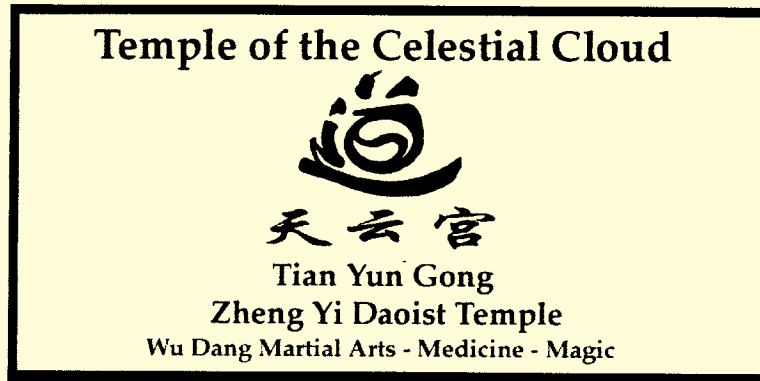 Temple of the Celestial Cloud
天云宫
Tian Yun Gong
Zheng Yi Daoist Temple
Wu Dang Martial Arts - Medicine - Magic